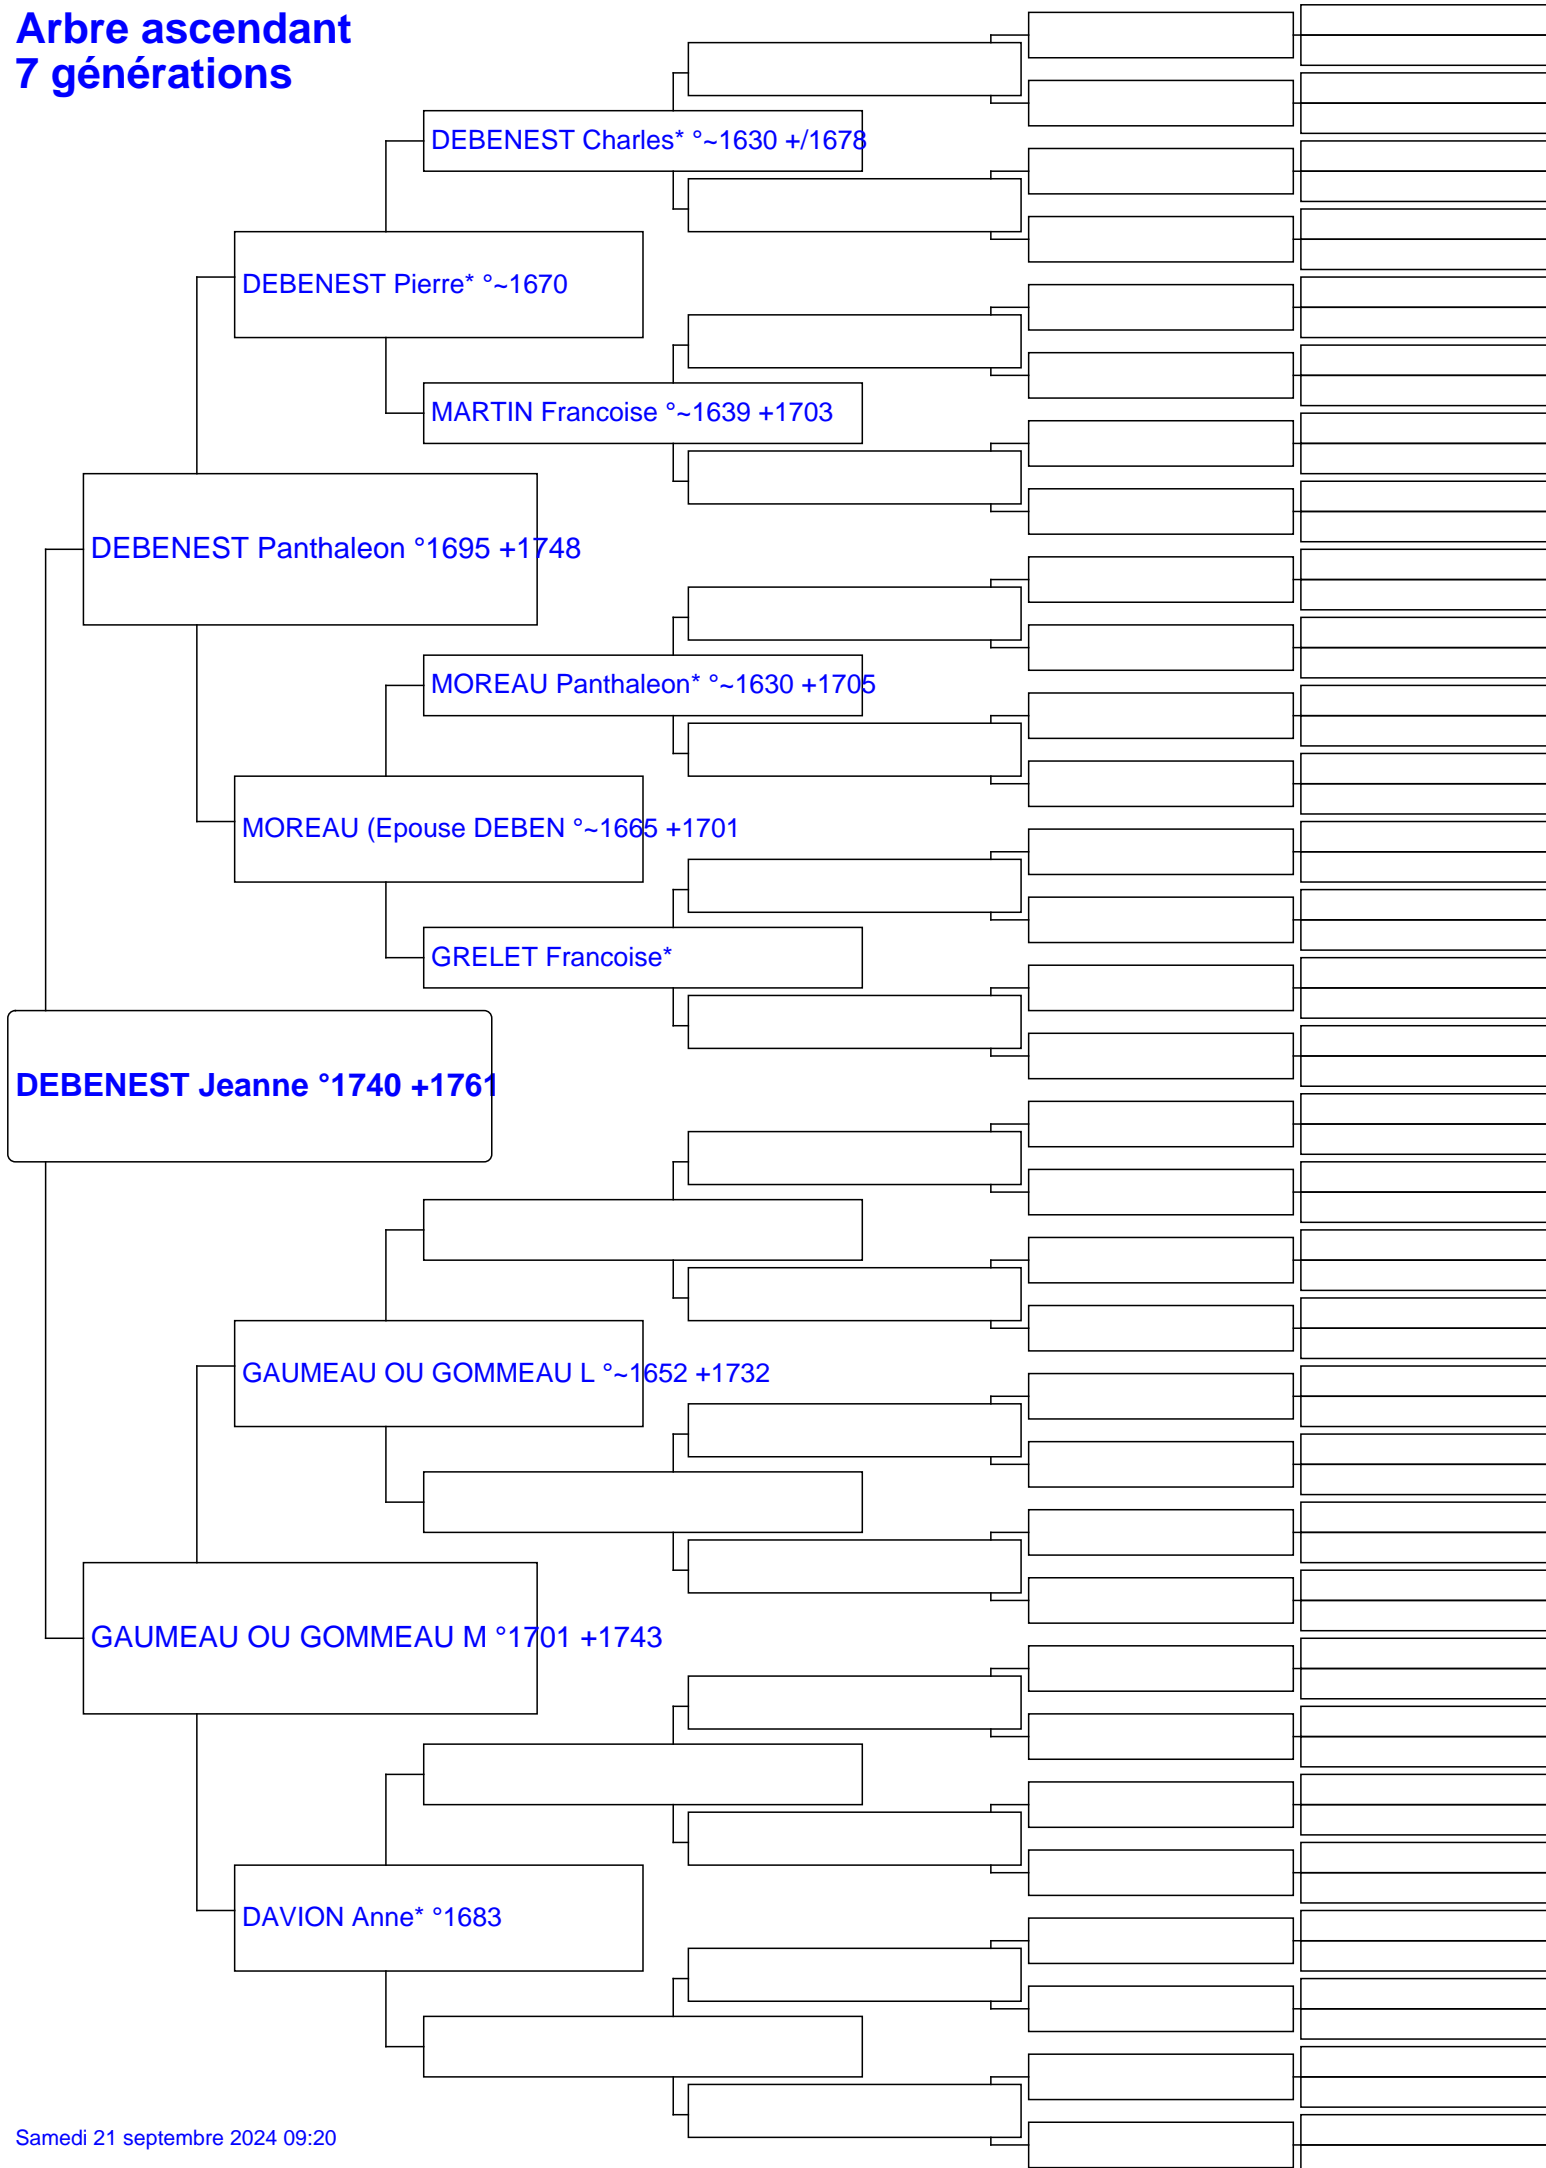 Arbre ascendant
7 générations
DEBENEST Charles* °~1630 +/1678
DEBENEST Pierre* °~1670
MARTIN Francoise °~1639 +1703
DEBENEST Panthaleon °1695 +1748
MOREAU Panthaleon* °~1630 +1705
MOREAU (Epouse DEBEN °~1665 +1701
GRELET Francoise*
DEBENEST Jeanne °1740 +1761
GAUMEAU OU GOMMEAU L °~1652 +1732
GAUMEAU OU GOMMEAU M °1701 +1743
DAVION Anne* °1683
Samedi 21 septembre 2024 09:20